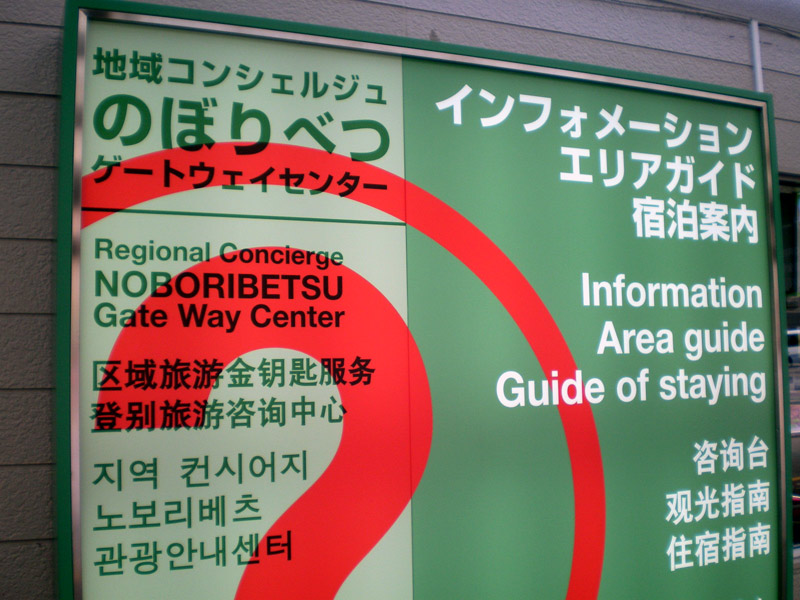 地域コンシェルジュ
のぼりべつ
ゲートウェイセンター
Regional Concierge
NOBORIBETSU
Gate Way Center
区域旅游金钥匙服务
登别旅游咨询中心
지역 컨시어지
노보리베츠
관광안내센터
インフォメーション
エリアガイド
宿泊案内
Information
Area guide
Guide of staying
咨询台
观光指南
住宿指南